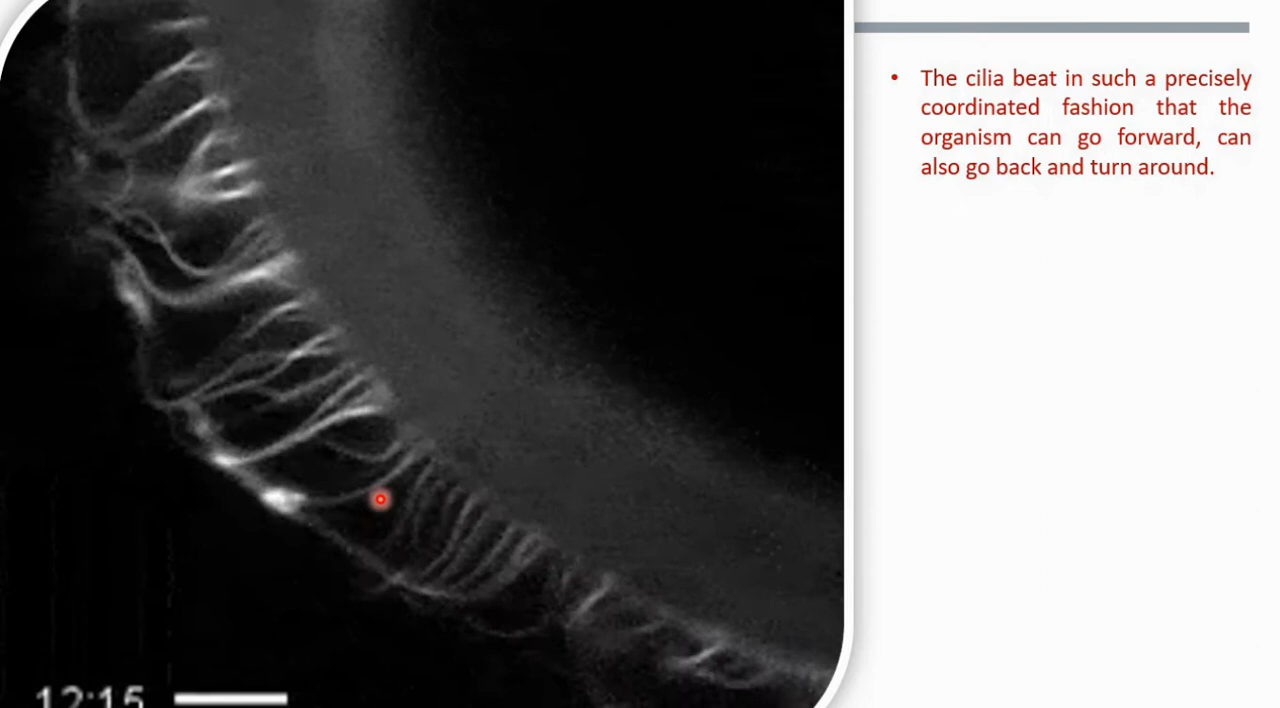 • The cilia beat in such a precisely
coordinated fashion that the
organism can go forward, can
also go back and turn around.
12:15